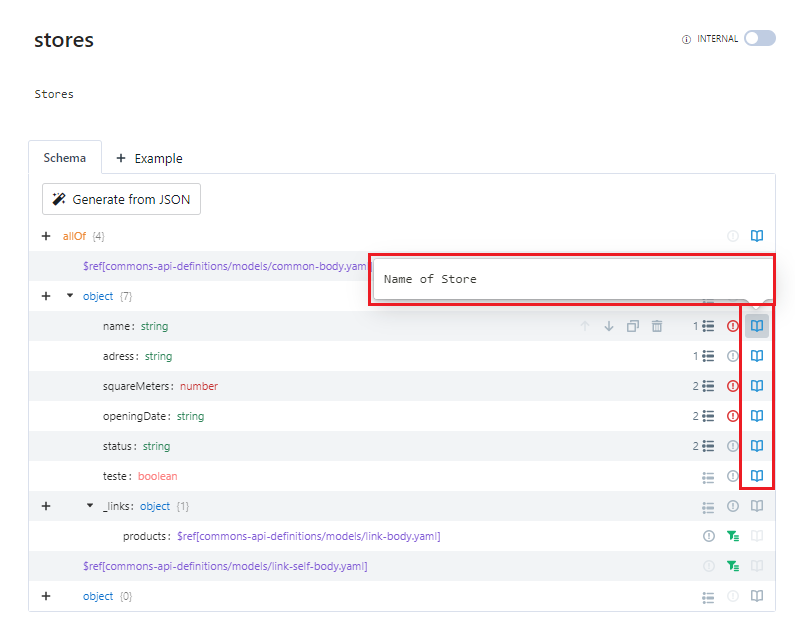 stores
INTERNAL
Stores
Schema
+ Example
Generate from JSON
+ allOf {4}
$ref[commons-api-definitions/models/common-body.yaml
Name of Store
+ object {7}
name: string 1
adress: string 1
squareMeters: number 2
openingDate: string 2
status: string 2
teste: boolean
+ _links: object {1}
products: $ref[commons-api-definitions/models/link-body.yaml]
$ref[commons-api-definitions/models/link-self-body.yaml]
+ object {0}